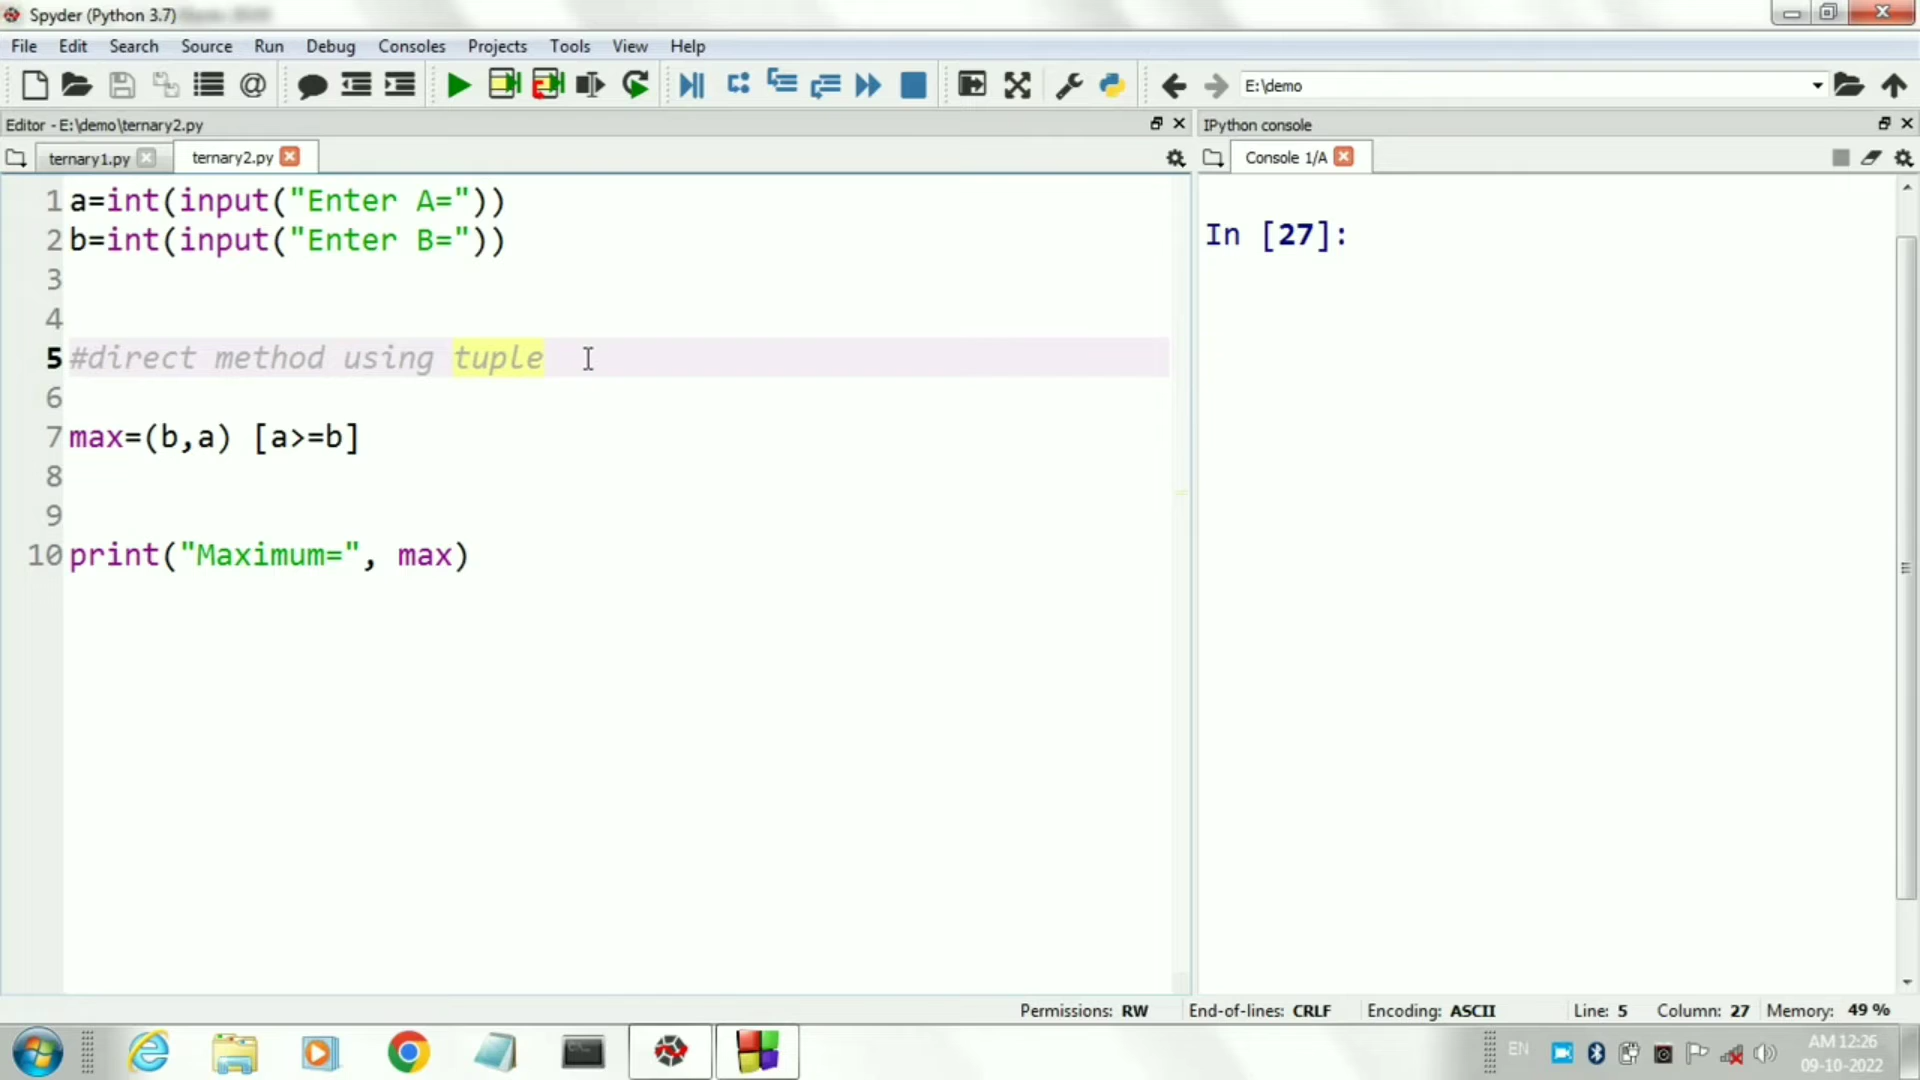 Spyder (Python 3.7)
File Edit Search Source Run Debug Consoles Projects Tools View Help
E:\demo
Editor - E:\demo\ternary2.py
IPython console
ternary1.py ternary2.py
Console 1/A
1 a=int(input("Enter A="))
2 b=int(input("Enter B="))
3
4
5 #direct method using tuple
6
7 max=(b,a) [a>=b]
8
9
10 print("Maximum=", max)
In [27]:
Permissions: RW End-of-lines: CRLF Encoding: ASCII Line: 5 Column: 27 Memory: 49 %
EN
AM 12:26
09-10-2022